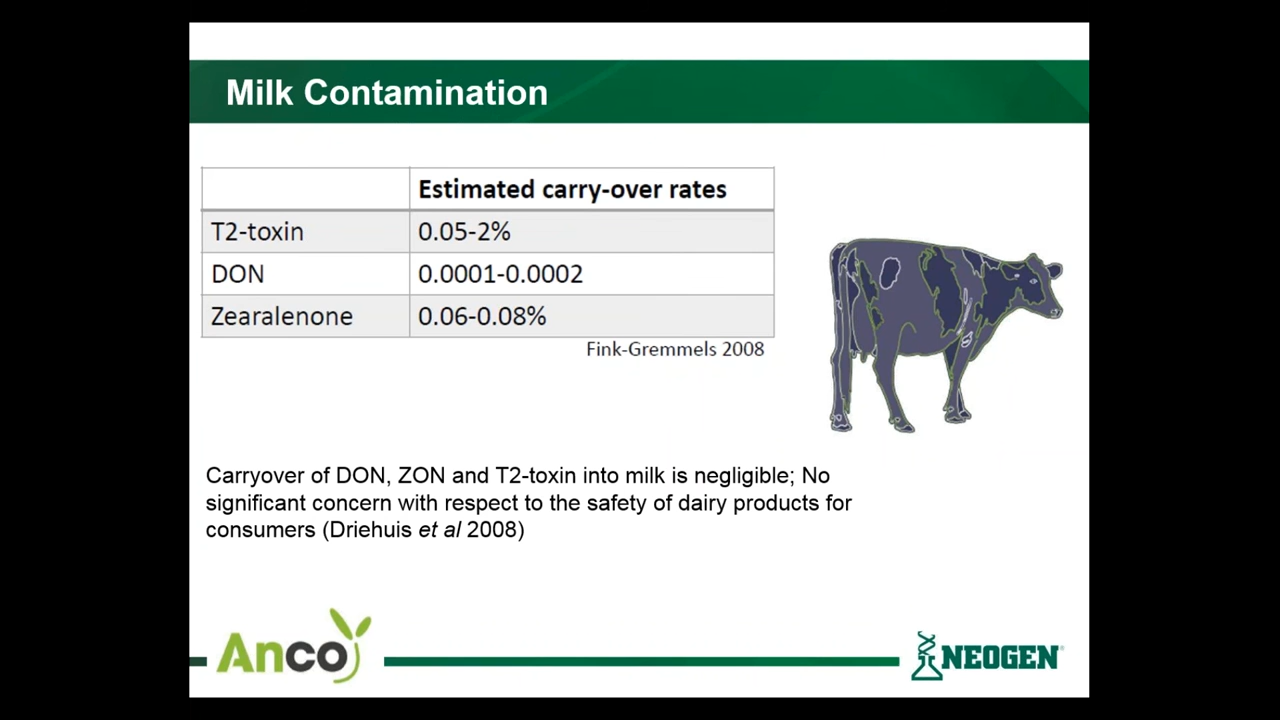 Milk Contamination
Estimated carry-over rates
T2-toxin 0.05-2%
DON 0.0001-0.0002
Zearalenone 0.06-0.08%
Fink-Gremmels 2008
Carryover of DON, ZON and T2-toxin into milk is negligible; No
significant concern with respect to the safety of dairy products for
consumers (Driehuis et al 2008)
Anco
NEOGEN®